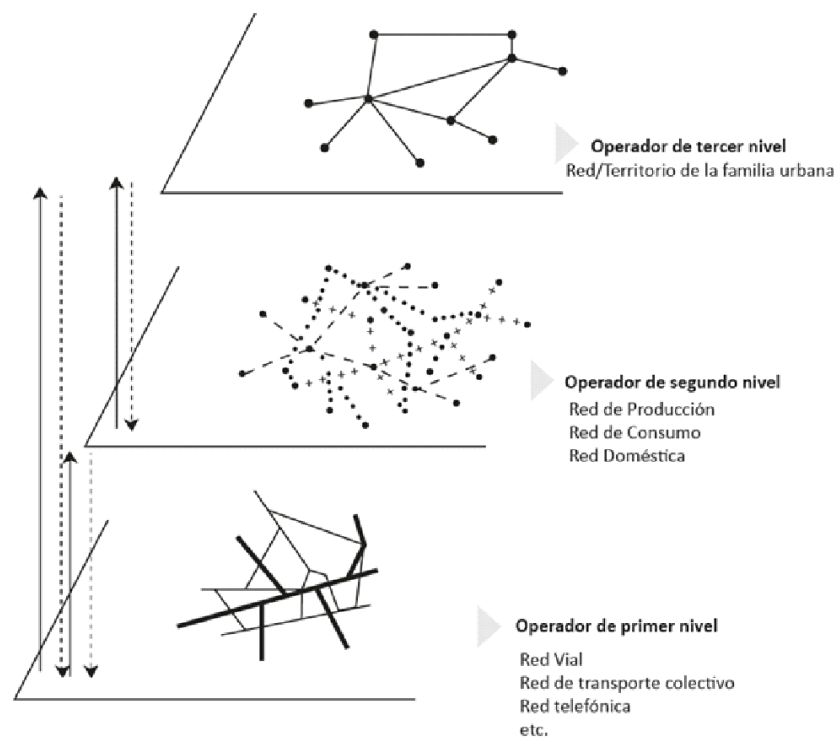 Operador de tercer nivel
Red/Territorio de la familia urbana
Operador de segundo nivel
Red de Producción
Red de Consumo
Red Doméstica
Operador de primer nivel
Red Vial
Red de transporte colectivo
Red telefónica
etc.